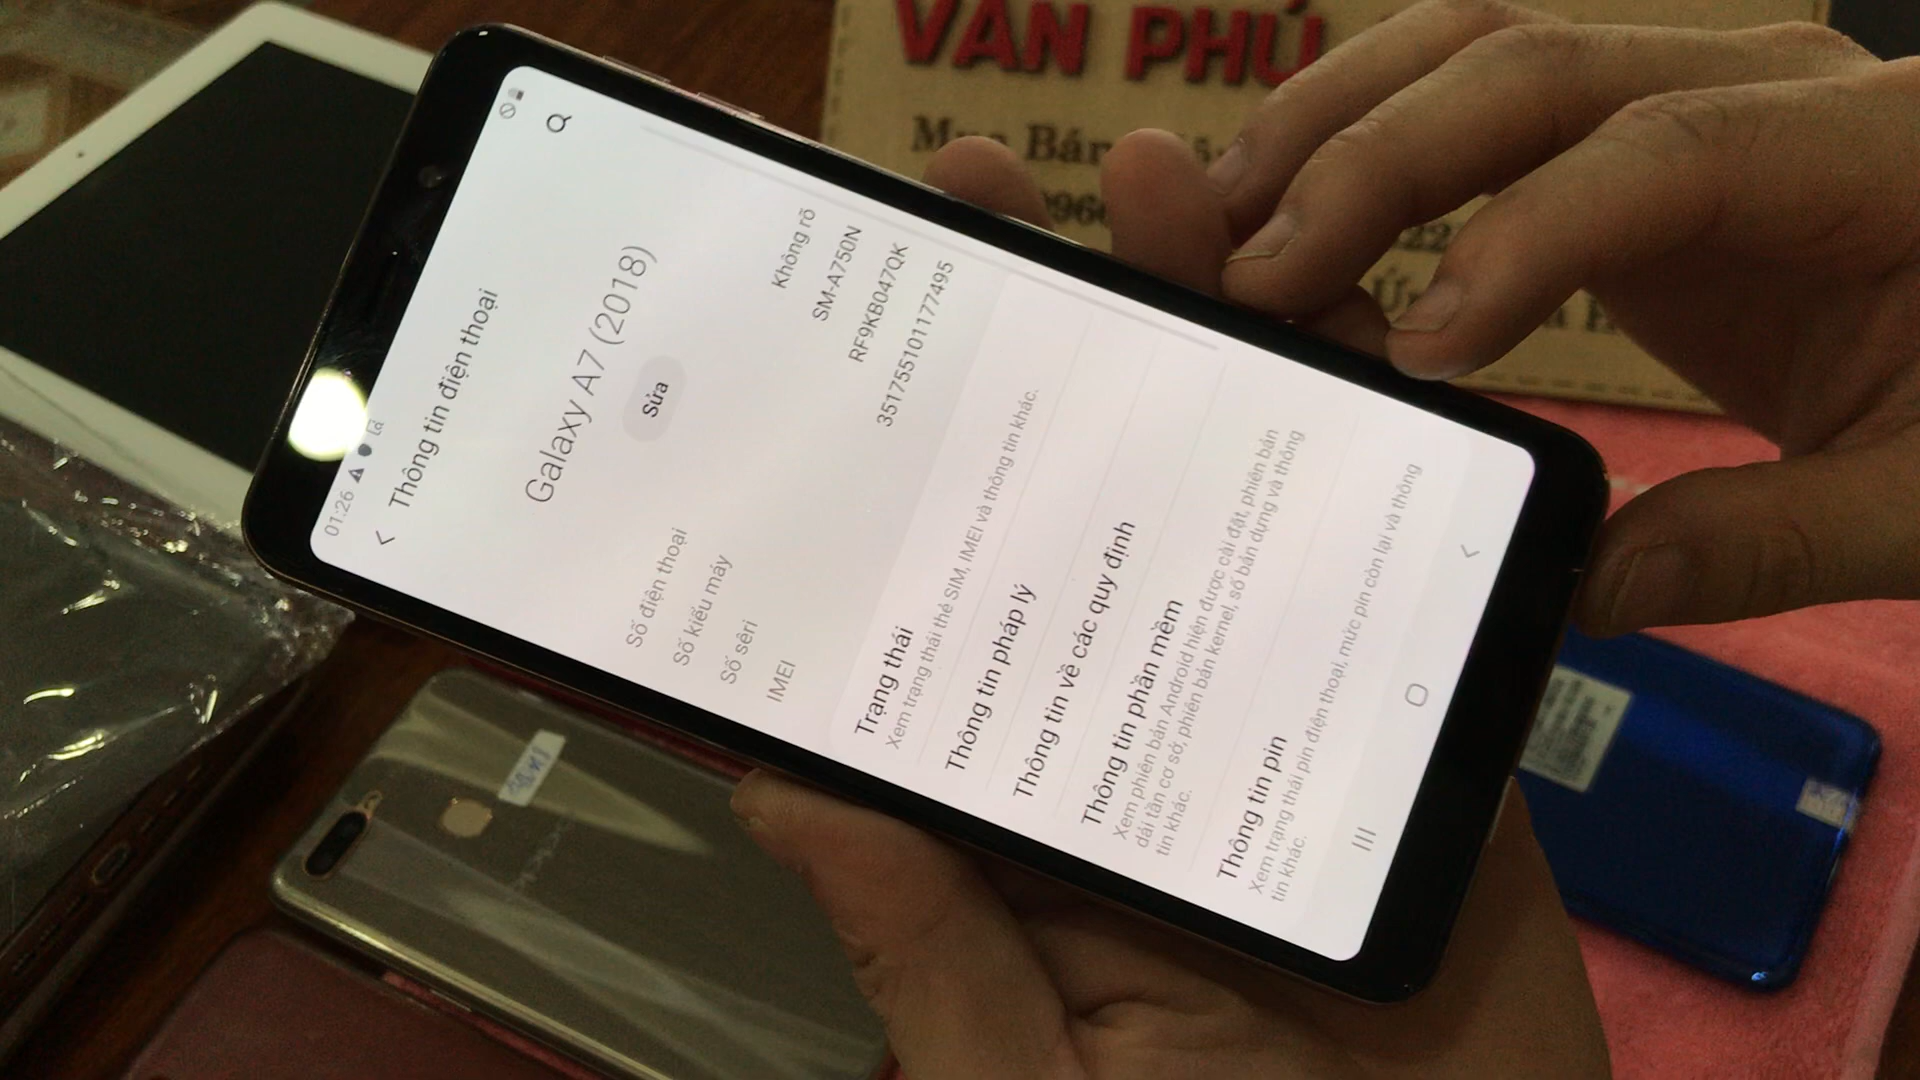 VĂN PHÚ
Bán
01:26
Thông tin điện thoại
Galaxy A7 (2018)
Sửa
Số điện thoại Không rõ
Số kiểu máy SM-A750N
Số sêri RF9KB047QK
IMEI 351755101177495
Trạng thái
Xem trạng thái thẻ SIM, IMEI và thông tin khác.
Thông tin pháp lý
Thông tin về các quy định
Thông tin phần mềm
Xem phiên bản Android hiện được cài đặt, phiên bản
dải tần cơ sở, phiên bản kernel, số bản dựng và thông
tin khác.
Thông tin pin
Xem trạng thái pin điện thoại, mức pin còn lại và thông
tin khác.